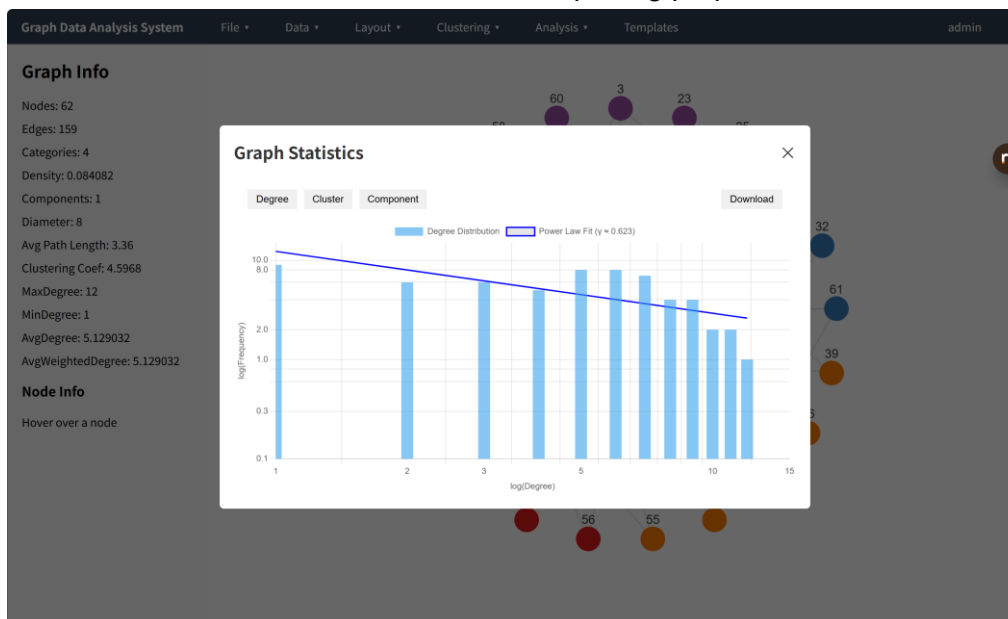 Graph Data Analysis System File ▾ Data ▾ Layout ▾ Clustering ▾ Analysis ▾ Templates admin
Graph Info
Nodes: 62
Edges: 159
Categories: 4
Density: 0.084082
Components: 1
Diameter: 8
Avg Path Length: 3.36
Clustering Coef: 4.5968
MaxDegree: 12
MinDegree: 1
AvgDegree: 5.129032
AvgWeightedDegree: 5.129032
Node Info
Hover over a node
60 3 23
Graph Statistics ×
Degree Cluster Component Download
Degree Distribution Power Law Fit (γ ≈ 0.623)
10.0
8.0
2.0
1.0
0.3
0.1
log(Frequency)
1 2 3 5 10 15
log(Degree)
32
61
39
56 55